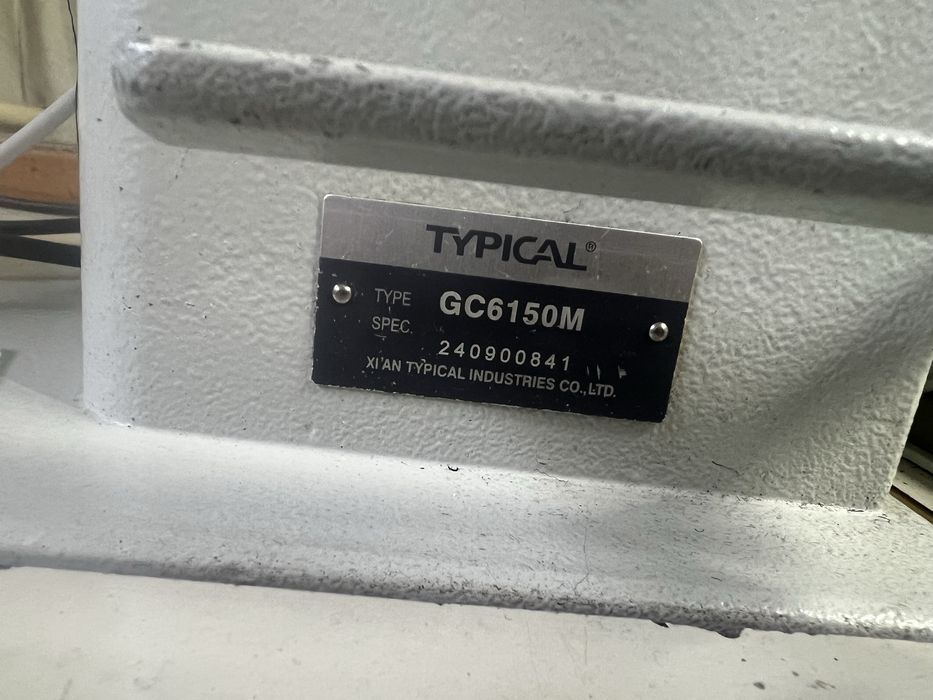 TYPICAL®
TYPE GC6150M
SPEC.
240900841
XI'AN TYPICAL INDUSTRIES CO.,LTD.